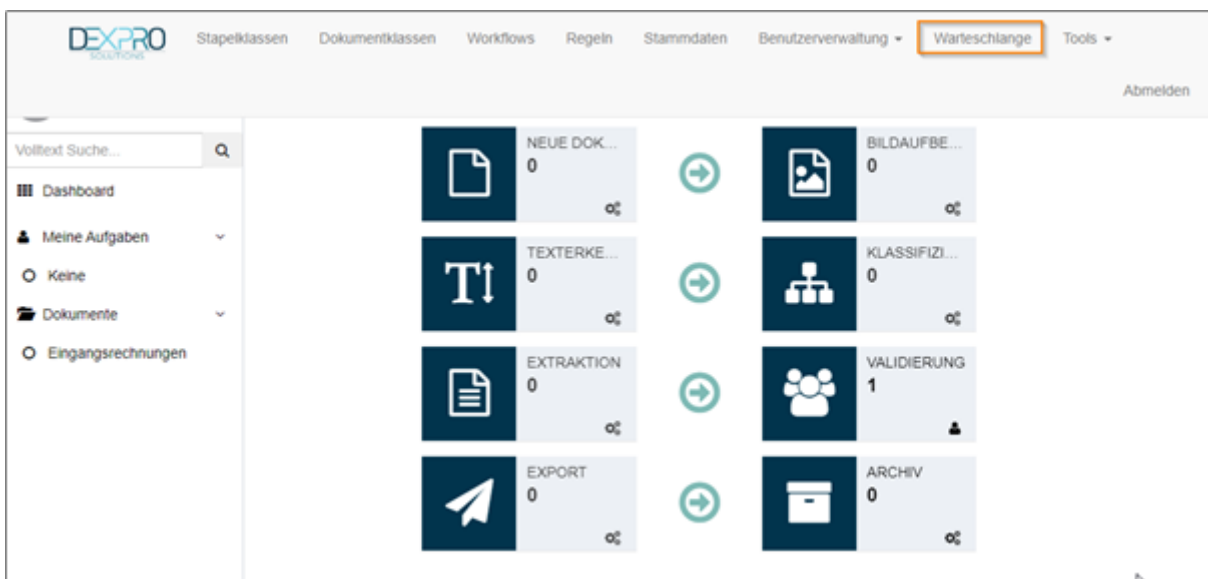 DEXPRO
SOLUTIONS
Stapelklassen Dokumentklassen Workflows Regeln Stammdaten Benutzerverwaltung Warteschlange Tools
Abmelden
Volltext Suche...
Dashboard
Meine Aufgaben
Keine
Dokumente
Eingangsrechnungen
NEUE DOK...
0
BILDAUFBE...
0
TEXTERKE...
0
KLASSIFIZI...
0
EXTRAKTION
0
VALIDIERUNG
1
EXPORT
0
ARCHIV
0